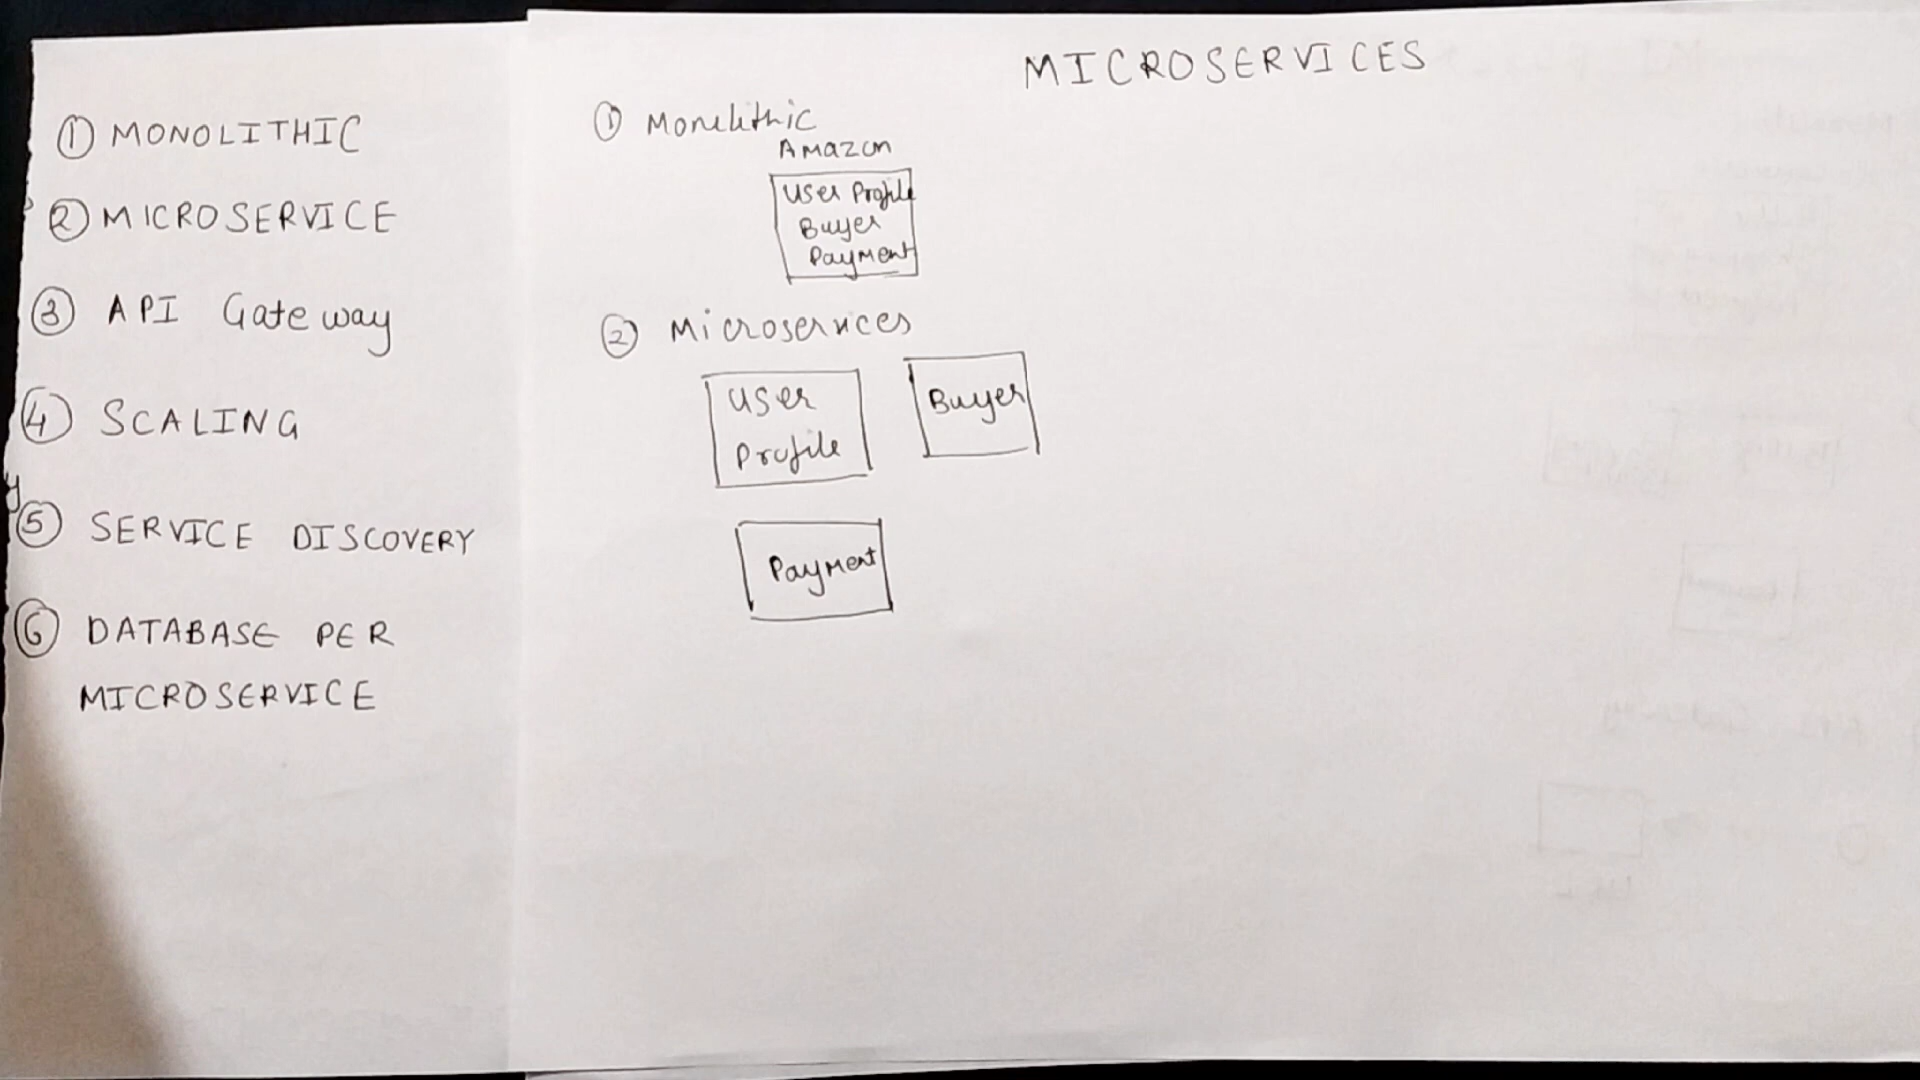 ① MONOLITHIC
② MICROSERVICE
③ API Gateway
④ SCALING
⑤ SERVICE DISCOVERY
⑥ DATABASE PER
MICROSERVICE
MICROSERVICES
① Monolithic
Amazon
User Profile
Buyer
Payment
② Microservices
User
Profile
Buyer
Payment